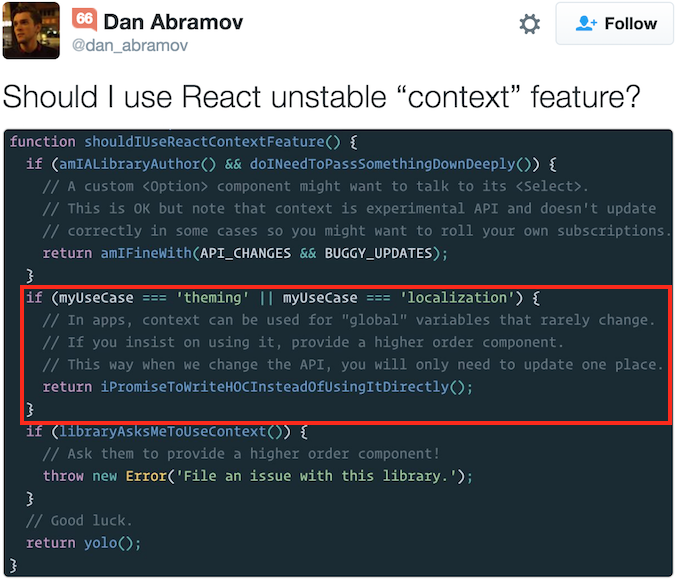 66 Dan Abramov
@dan_abramov
Follow
Should I use React unstable “context” feature?
function shouldIUseReactContextFeature() {
  if (amIALibraryAuthor() && doINeedToPassSomethingDownDeeply()) {
    // A custom <Option> component might want to talk to its <Select>.
    // This is OK but note that context is experimental API and doesn't update
    // correctly in some cases so you might want to roll your own subscriptions.
    return amIFineWith(API_CHANGES && BUGGY_UPDATES);
  }
  if (myUseCase === 'theming' || myUseCase === 'localization') {
    // In apps, context can be used for "global" variables that rarely change.
    // If you insist on using it, provide a higher order component.
    // This way when we change the API, you will only need to update one place.
    return iPromiseToWriteHOCInsteadOfUsingItDirectly();
  }
  if (libraryAsksMeToUseContext()) {
    // Ask them to provide a higher order component!
    throw new Error('File an issue with this library.');
  }
  // Good luck.
  return yolo();
}